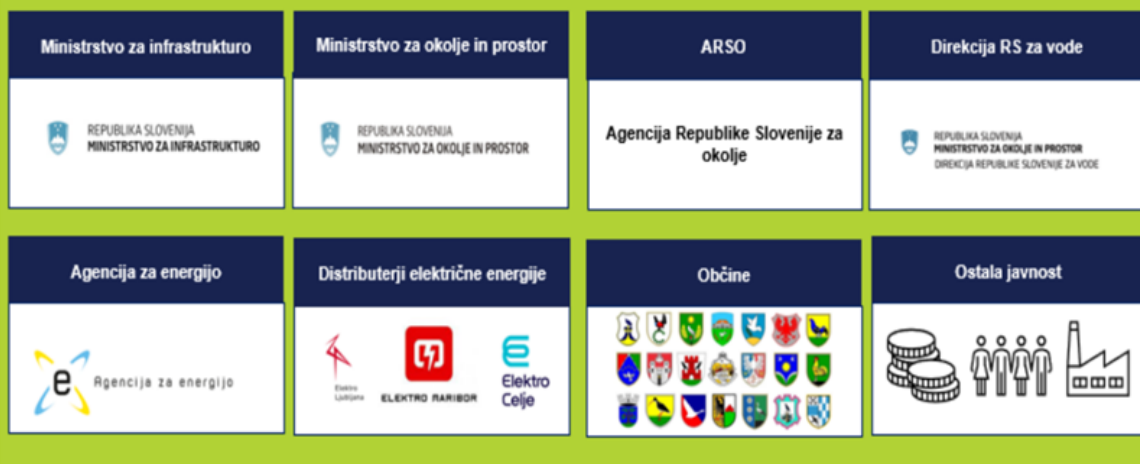 Ministrstvo za infrastrukturo
Ministrstvo za okolje in prostor
ARSO
Direkcija RS za vode
REPUBLIKA SLOVENIJA
MINISTRSTVO ZA INFRASTRUKTURO
REPUBLIKA SLOVENIJA
MINISTRSTVO ZA OKOLJE IN PROSTOR
Agencija Republike Slovenije za
okolje
REPUBLIKA SLOVENIJA
MINISTRSTVO ZA OKOLJE IN PROSTOR
DIREKCIJA REPUBLIKE SLOVENIJE ZA VODE
Agencija za energijo
Distributerji električne energije
Občine
Ostala javnost
e
Agencija za energijo
Elektro
Ljubljana
ELEKTRO MARIBOR
Elektro
Celje